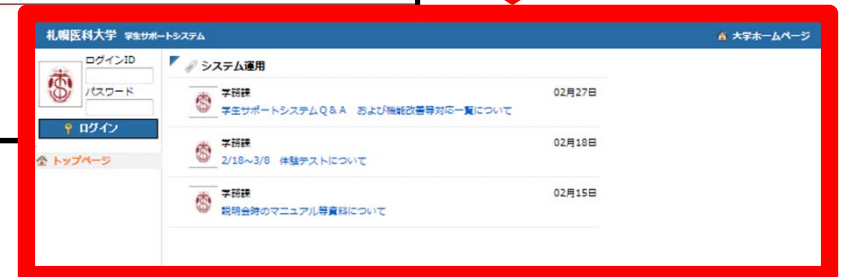 札幌医科大学 学生サポートシステム
大学ホームページ
ログインID
パスワード
ログイン
トップページ
システム運用
学務課 02月27日
学生サポートシステムQ&A および機能改善等対応一覧について
学務課 02月18日
2/18~3/8 体験テストについて
学務課 02月15日
説明会時のマニュアル等資料について